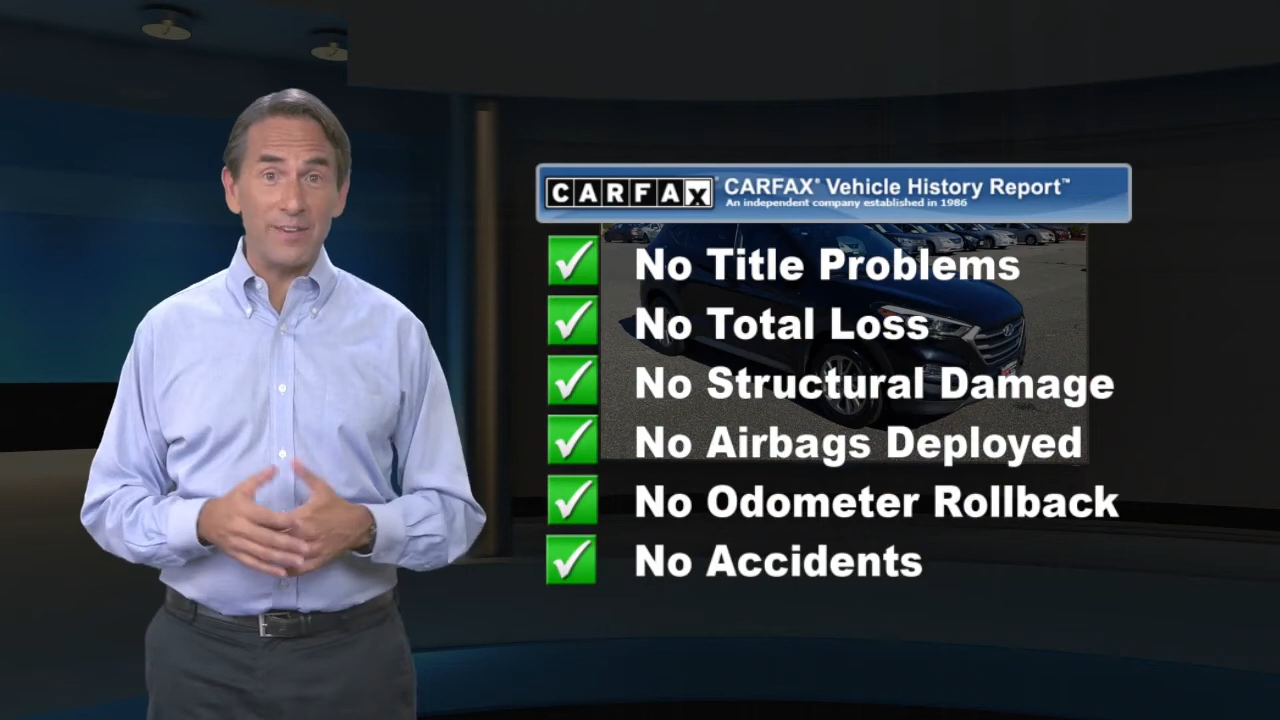 CARFAX® CARFAX® Vehicle History Report™
An independent company established in 1986
No Title Problems
No Total Loss
No Structural Damage
No Airbags Deployed
No Odometer Rollback
No Accidents